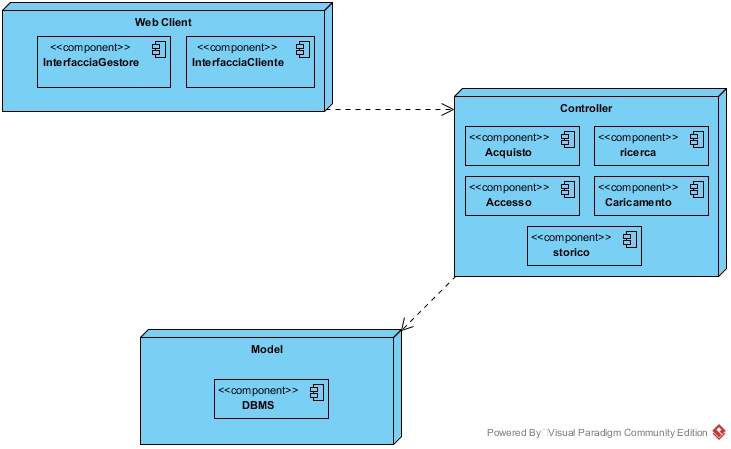 Web Client
<<component>>
InterfacciaGestore
<<component>>
InterfacciaCliente
Controller
<<component>>
Acquisto
<<component>>
ricerca
<<component>>
Accesso
<<component>>
Caricamento
<<component>>
storico
Model
<<component>>
DBMS
Powered By Visual Paradigm Community Edition